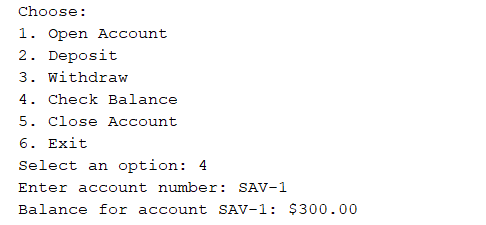 Choose:
1. Open Account
2. Deposit
3. Withdraw
4. Check Balance
5. Close Account
6. Exit
Select an option: 4
Enter account number: SAV-1
Balance for account SAV-1: $300.00